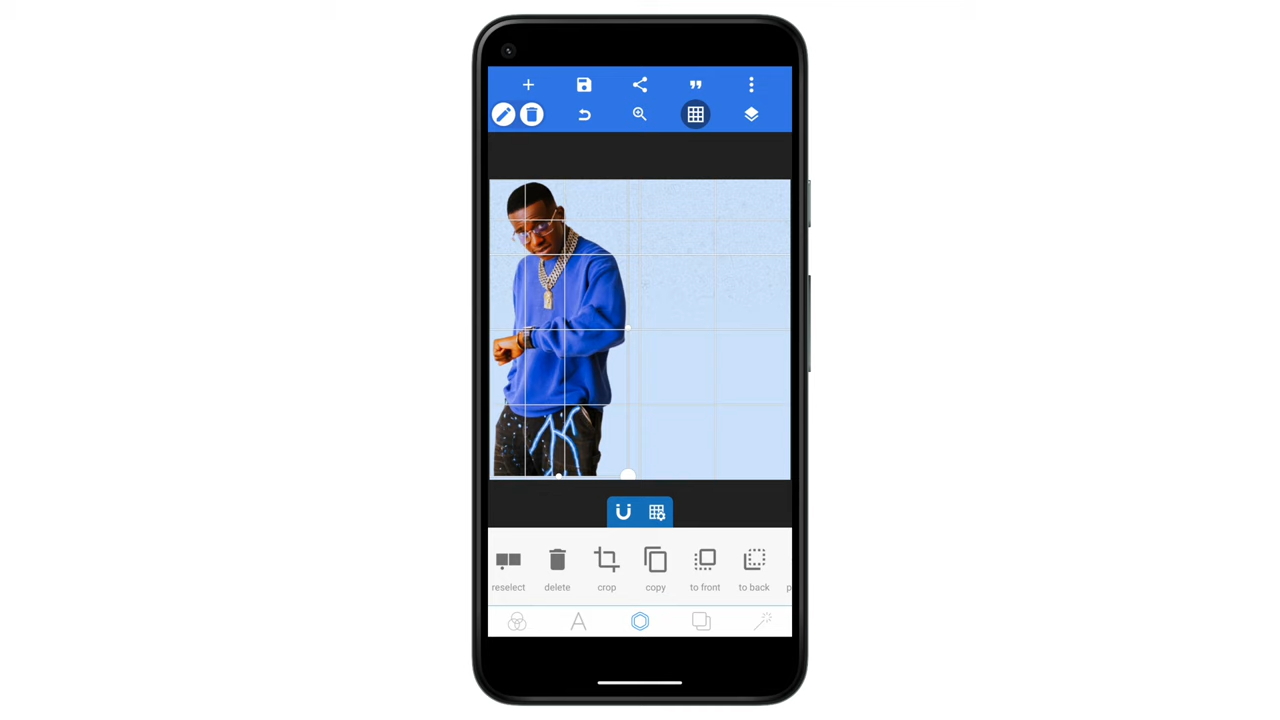 reselect
delete
crop
copy
to front
to back